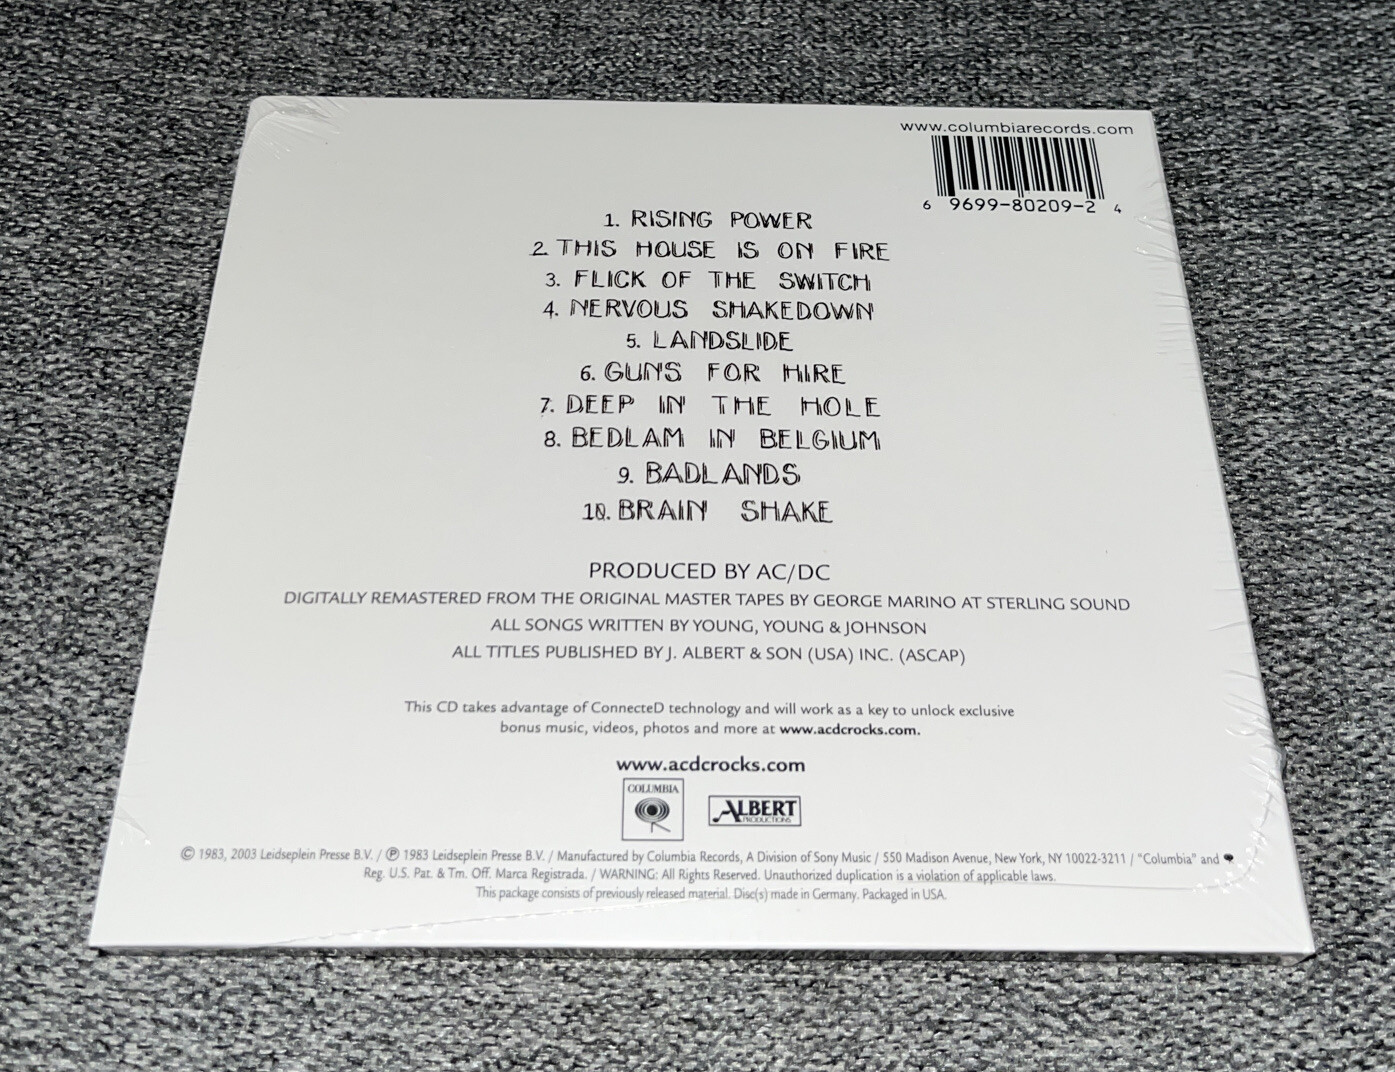 www.columbiarecords.com
6 9699-80209-2 4
1. RISING POWER
2. THIS HOUSE IS ON FIRE
3. FLICK OF THE SWITCH
4. NERVOUS SHAKEDOWN
5. LANDSLIDE
6. GUNS FOR HIRE
7. DEEP IN THE HOLE
8. BEDLAM IN BELGIUM
9. BADLANDS
10. BRAIN SHAKE
PRODUCED BY AC/DC
DIGITALLY REMASTERED FROM THE ORIGINAL MASTER TAPES BY GEORGE MARINO AT STERLING SOUND
ALL SONGS WRITTEN BY YOUNG, YOUNG & JOHNSON
ALL TITLES PUBLISHED BY J. ALBERT & SON (USA) INC. (ASCAP)
This CD takes advantage of ConnecteD technology and will work as a key to unlock exclusive
bonus music, videos, photos and more at www.acdcrocks.com.
www.acdcrocks.com
COLUMBIA
ALBERT
PRODUCTIONS
© 1983, 2003 Leidseplein Presse B.V. / ℗ 1983 Leidseplein Presse B.V. / Manufactured by Columbia Records, A Division of Sony Music / 550 Madison Avenue, New York, NY 10022-3211 / "Columbia" and
Reg. U.S. Pat. & Tm. Off. Marca Registrada. / WARNING: All Rights Reserved. Unauthorized duplication is a violation of applicable laws.
This package consists of previously released material. Disc(s) made in Germany. Packaged in USA.